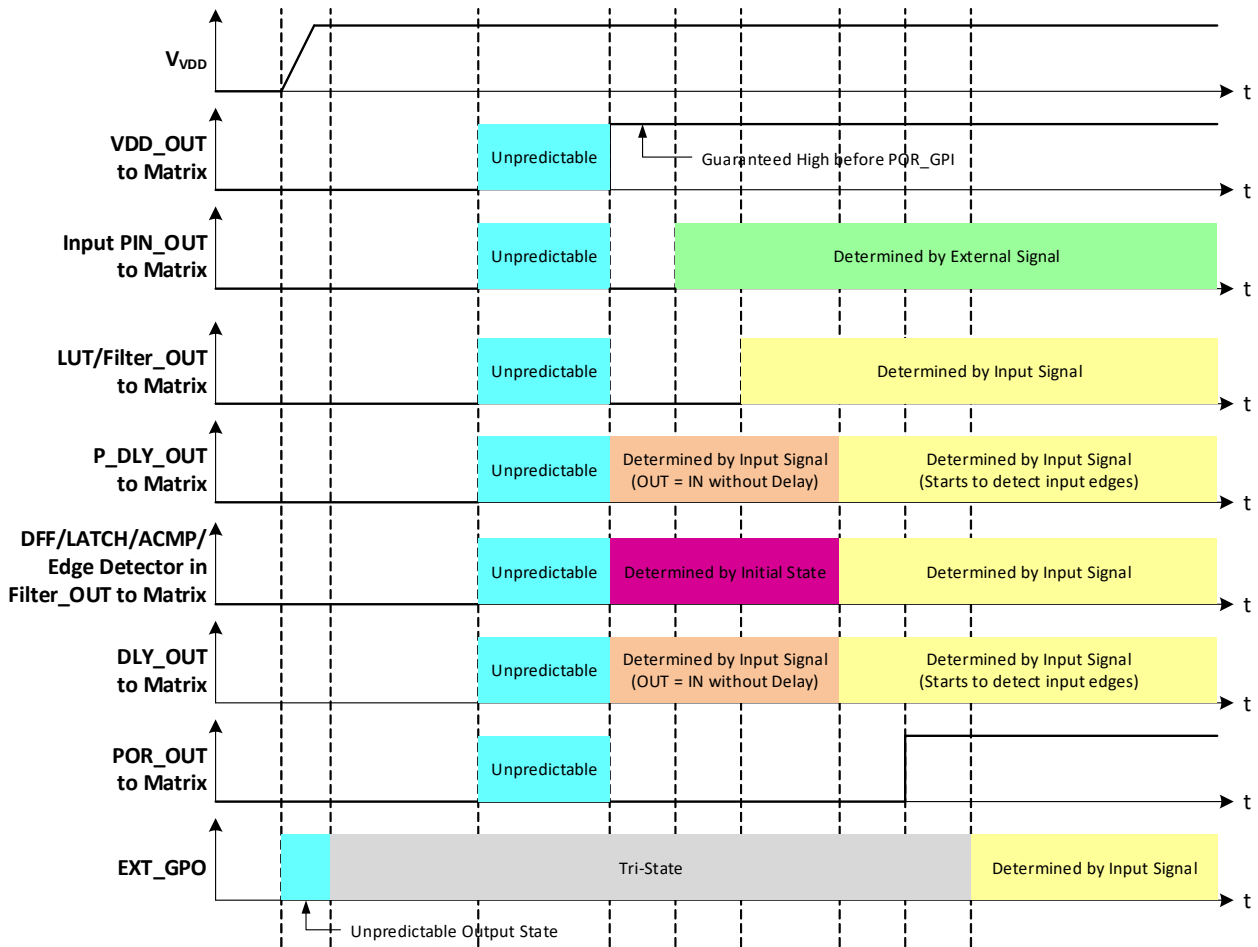 VVDD
t
VDD_OUT
to Matrix
Unpredictable
Guaranteed High before POR_GPI
t
Input PIN_OUT
to Matrix
Unpredictable
Determined by External Signal
t
LUT/Filter_OUT
to Matrix
Unpredictable
Determined by Input Signal
t
P_DLY_OUT
to Matrix
Unpredictable
Determined by Input Signal
(OUT = IN without Delay)
Determined by Input Signal
(Starts to detect input edges)
t
DFF/LATCH/ACMP/
Edge Detector in
Filter_OUT to Matrix
Unpredictable
Determined by Initial State
Determined by Input Signal
t
DLY_OUT
to Matrix
Unpredictable
Determined by Input Signal
(OUT = IN without Delay)
Determined by Input Signal
(Starts to detect input edges)
t
POR_OUT
to Matrix
Unpredictable
t
EXT_GPO
Tri-State
Determined by Input Signal
t
Unpredictable Output State